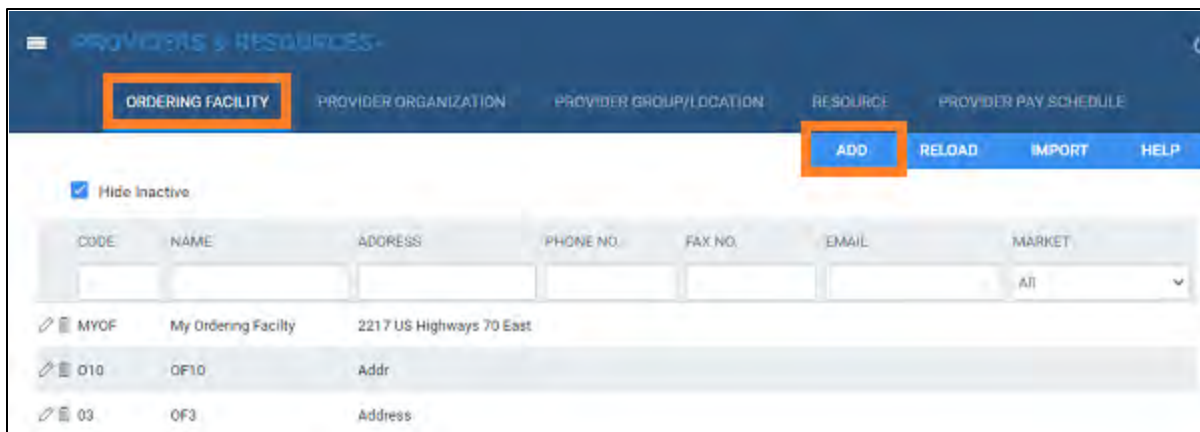 PROVIDERS & RESOURCES
ORDERING FACILITY PROVIDER ORGANIZATION PROVIDER GROUP/LOCATION RESOURCE PROVIDER PAY SCHEDULE
ADD RELOAD IMPORT HELP
Hide Inactive
CODE NAME ADDRESS PHONE NO. FAX NO. EMAIL MARKET
All
MYOF My Ordering Facilty 2217 US Highways 70 East
O10 OF10 Addr
03 OF3 Address